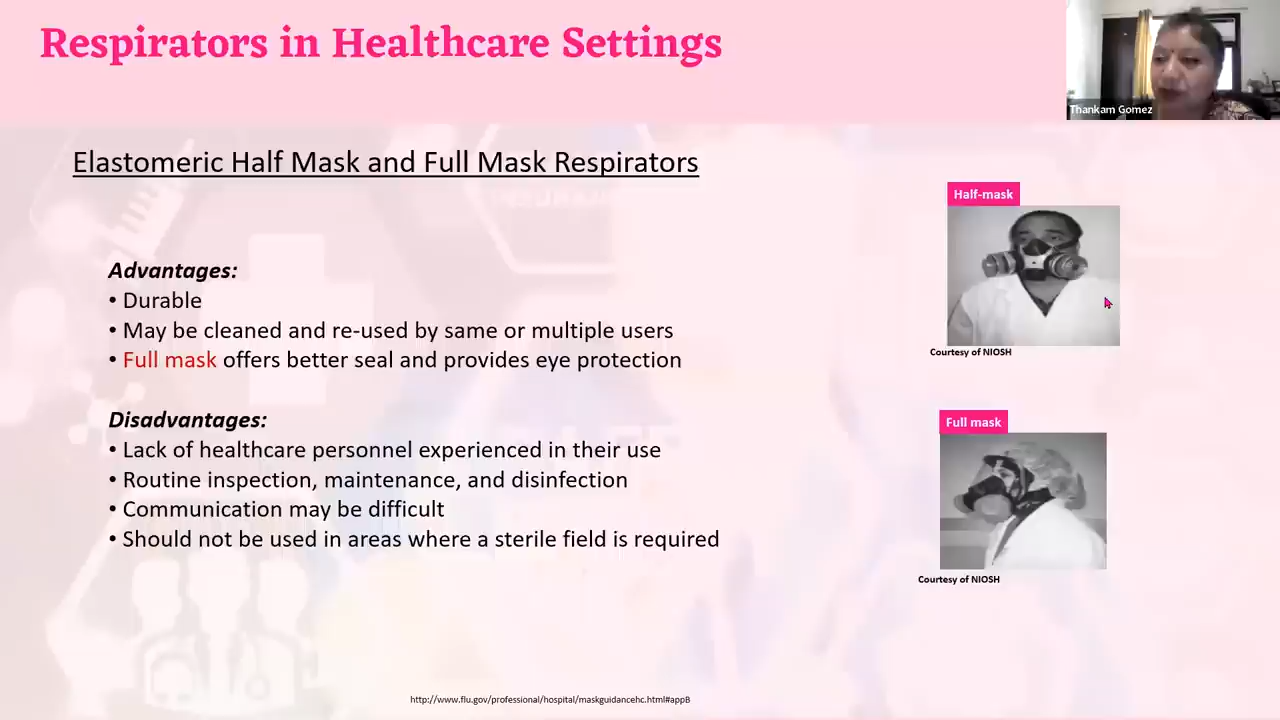 Respirators in Healthcare Settings
Thankam Gomez
Elastomeric Half Mask and Full Mask Respirators
Half-mask
Courtesy of NIOSH
Advantages:
• Durable
• May be cleaned and re-used by same or multiple users
• Full mask offers better seal and provides eye protection
Disadvantages:
• Lack of healthcare personnel experienced in their use
• Routine inspection, maintenance, and disinfection
• Communication may be difficult
• Should not be used in areas where a sterile field is required
Full mask
Courtesy of NIOSH
http://www.flu.gov/professional/hospital/maskguidancehc.html#appB